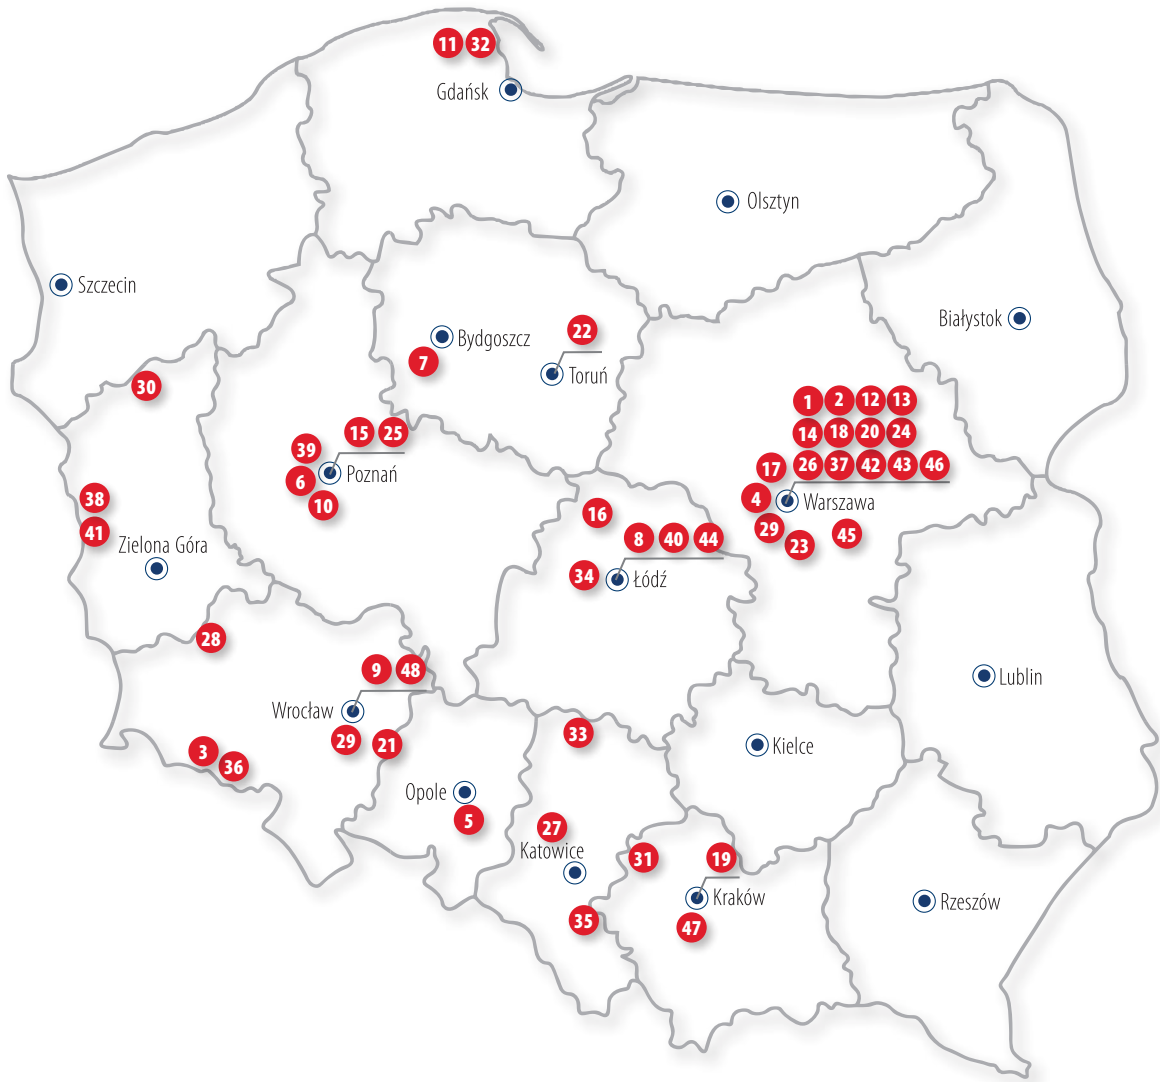 11 32
Gdańsk
Olsztyn
Szczecin
Białystok
22
Bydgoszcz
7
Toruń
30
1 2 12 13
14 18 20 24
26 37 42 43 46
17
4
Warszawa
29
23
45
15 25
39
Poznań
6
10
38
41
Zielona Góra
16
8 40 44
34
Łódź
28
9 48
Wrocław
29
21
Lublin
33
Kielce
3
36
Opole
5
27
Katowice
31
19
Kraków
47
35
Rzeszów